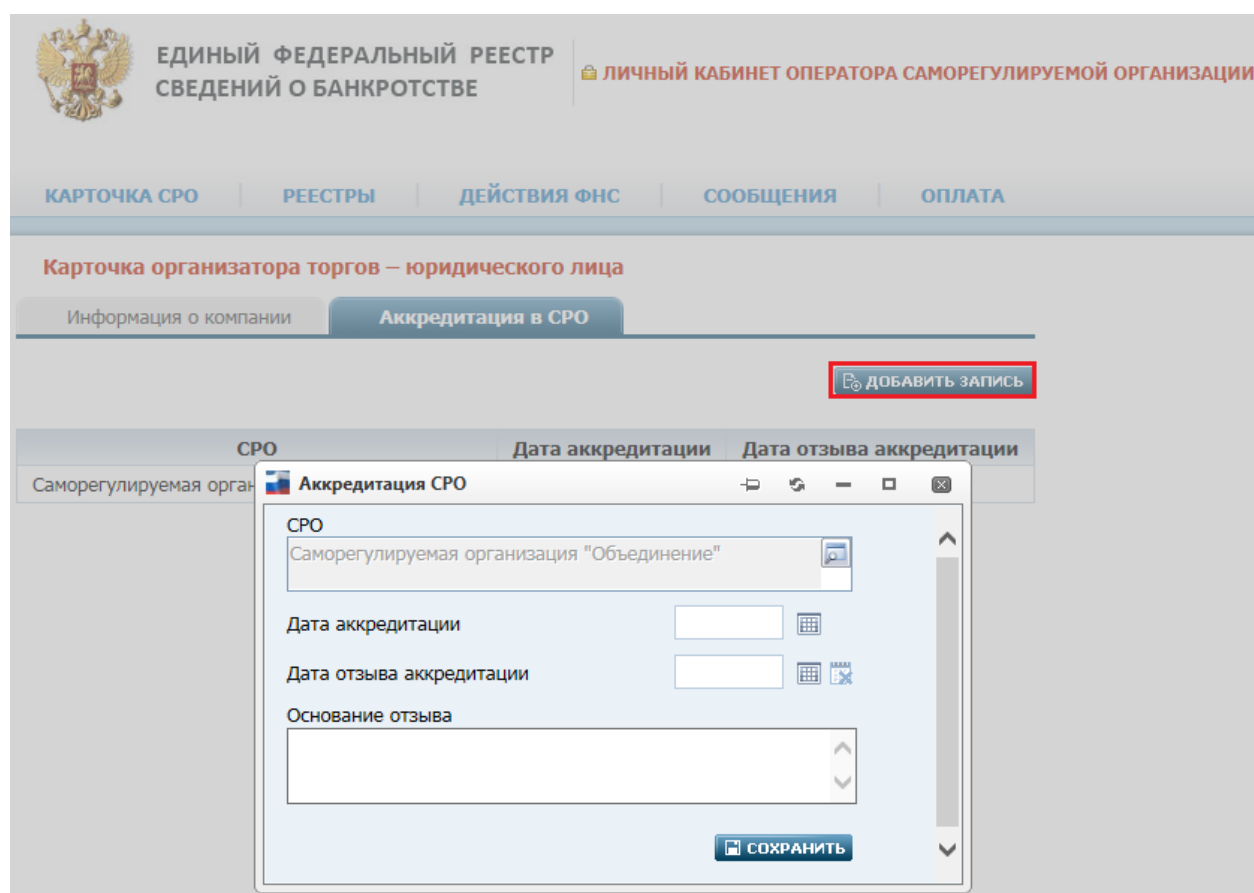 ЕДИНЫЙ ФЕДЕРАЛЬНЫЙ РЕЕСТР
СВЕДЕНИЙ О БАНКРОТСТВЕ
ЛИЧНЫЙ КАБИНЕТ ОПЕРАТОРА САМОРЕГУЛИРУЕМОЙ ОРГАНИЗАЦИИ
КАРТОЧКА СРО РЕЕСТРЫ ДЕЙСТВИЯ ФНС СООБЩЕНИЯ ОПЛАТА
Карточка организатора торгов – юридического лица
Информация о компании Аккредитация в СРО
ДОБАВИТЬ ЗАПИСЬ
СРО Дата аккредитации Дата отзыва аккредитации
Саморегулируемая
Аккредитация СРО
СРО
Саморегулируемая организация "Объединение"
Дата аккредитации
Дата отзыва аккредитации
Основание отзыва
СОХРАНИТЬ